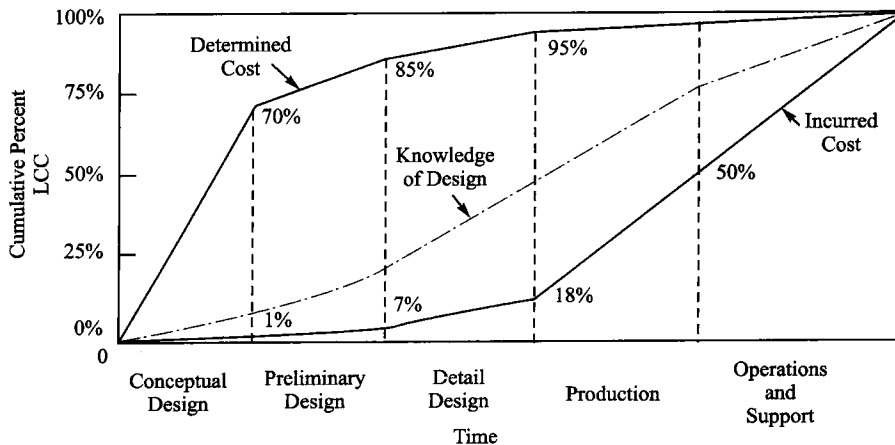 100%
75%
50%
25%
0%
0
Cumulative Percent
LCC
Determined
Cost
70%
85%
95%
Knowledge
of Design
Incurred
Cost
1%
7%
18%
50%
Conceptual
Design
Preliminary
Design
Detail
Design
Production
Operations
and
Support
Time